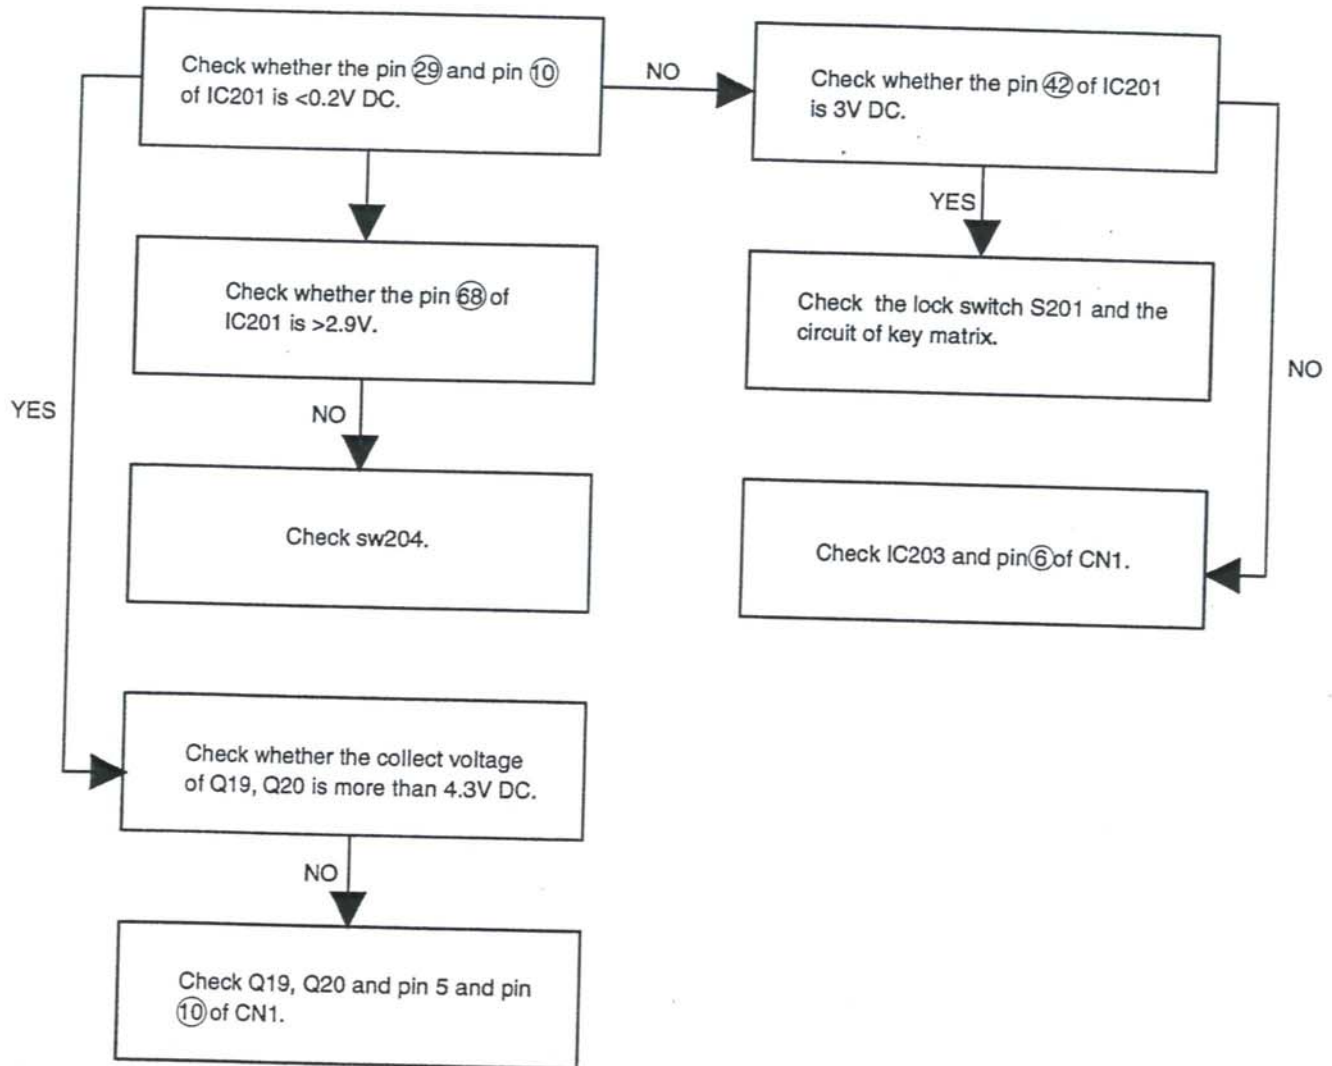 Check whether the pin ㉙ and pin ⑩
of IC201 is <0.2V DC.
NO
Check whether the pin ㊷ of IC201
is 3V DC.
YES
Check whether the pin 68 of
IC201 is >2.9V.
Check the lock switch S201 and the
circuit of key matrix.
NO
YES
NO
Check sw204.
Check IC203 and pin ⑥ of CN1.
Check whether the collect voltage
of Q19, Q20 is more than 4.3V DC.
NO
Check Q19, Q20 and pin 5 and pin
⑩ of CN1.